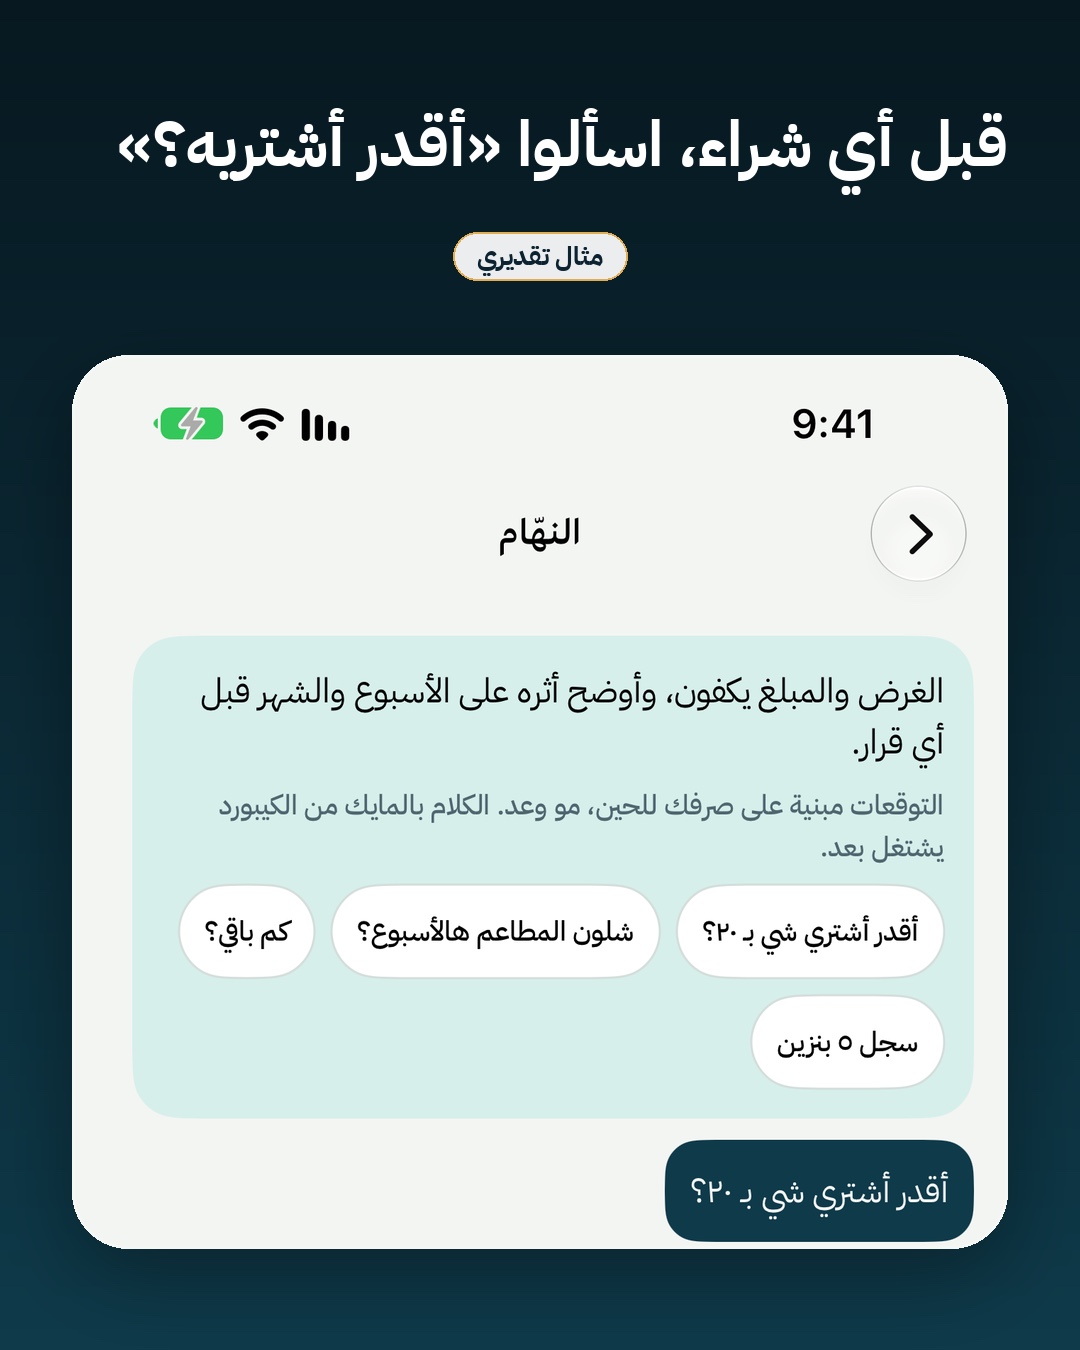 قبل أي شراء، اسألوا «أقدر أشتريه؟»
مثال تقديري
9:41
النهّام
الغرض والمبلغ يكفون، وأوضح أثره على الأسبوع والشهر قبل
أي قرار.
التوقعات مبنية على صرفك للحين، مو وعد. الكلام بالمايك من الكيبورد
يشتغل بعد.
أقدر أشتري شي بـ ٢٠؟
شلون المطاعم هالأسبوع؟
كم باقي؟
سجل ٥ بنزين
أقدر أشتري شي بـ ٢٠؟